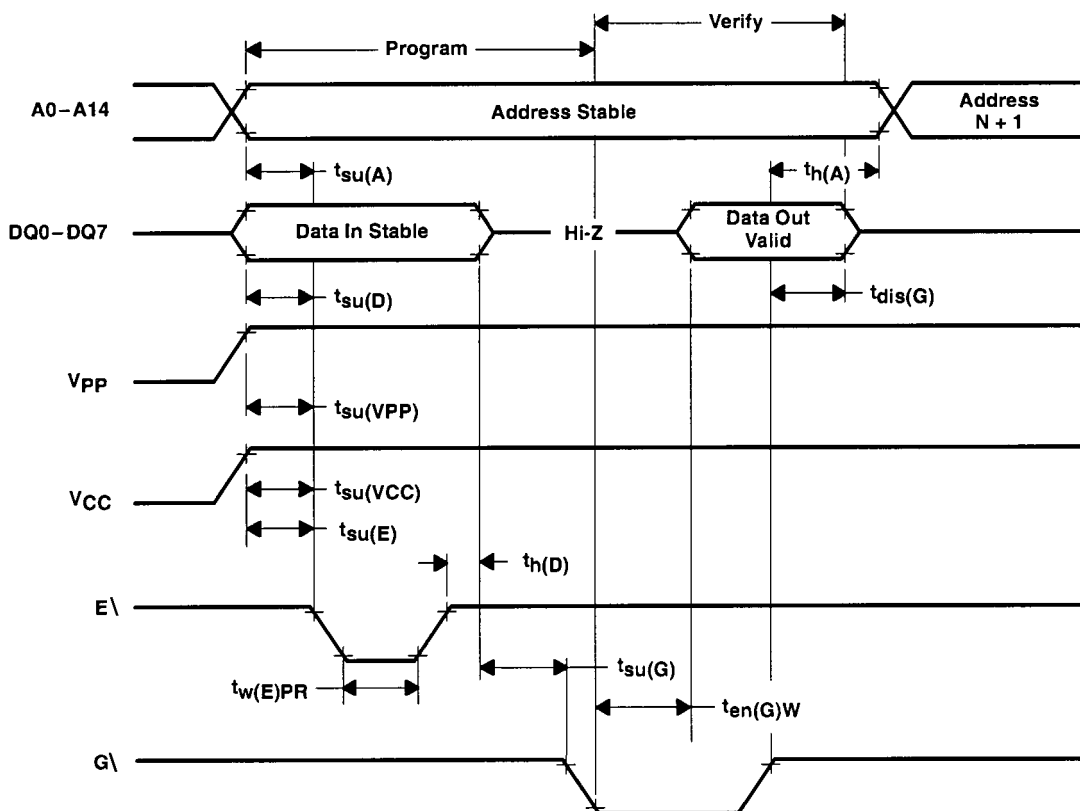 Verify
Program
A0–A14
Address Stable
Address
N + 1
tsu(A)
th(A)
DQ0–DQ7
Data In Stable
Hi-Z
Data Out
Valid
tsu(D)
tdis(G)
VPP
tsu(VPP)
VCC
tsu(VCC)
tsu(E)
th(D)
E\
tsu(G)
tw(E)PR
ten(G)W
G\